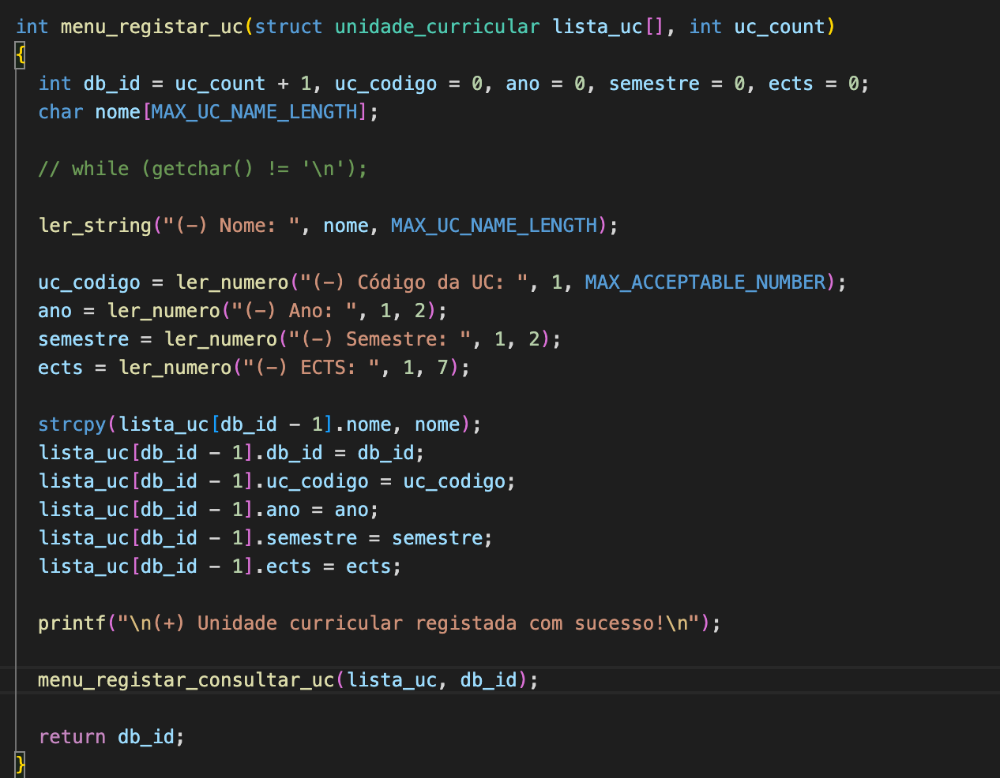 int menu_registar_uc(struct unidade_curricular lista_uc[], int uc_count)
{
int db_id = uc_count + 1, uc_codigo = 0, ano = 0, semestre = 0, ects = 0;
char nome[MAX_UC_NAME_LENGTH];
// while (getchar() != '\n');
ler_string("(-) Nome: ", nome, MAX_UC_NAME_LENGTH);
uc_codigo = ler_numero("(-) Código da UC: ", 1, MAX_ACCEPTABLE_NUMBER);
ano = ler_numero("(-) Ano: ", 1, 2);
semestre = ler_numero("(-) Semestre: ", 1, 2);
ects = ler_numero("(-) ECTS: ", 1, 7);
strcpy(lista_uc[db_id - 1].nome, nome);
lista_uc[db_id - 1].db_id = db_id;
lista_uc[db_id - 1].uc_codigo = uc_codigo;
lista_uc[db_id - 1].ano = ano;
lista_uc[db_id - 1].semestre = semestre;
lista_uc[db_id - 1].ects = ects;
printf("\n(+) Unidade curricular registada com sucesso!\n");
menu_registar_consultar_uc(lista_uc, db_id);
return db_id;
}